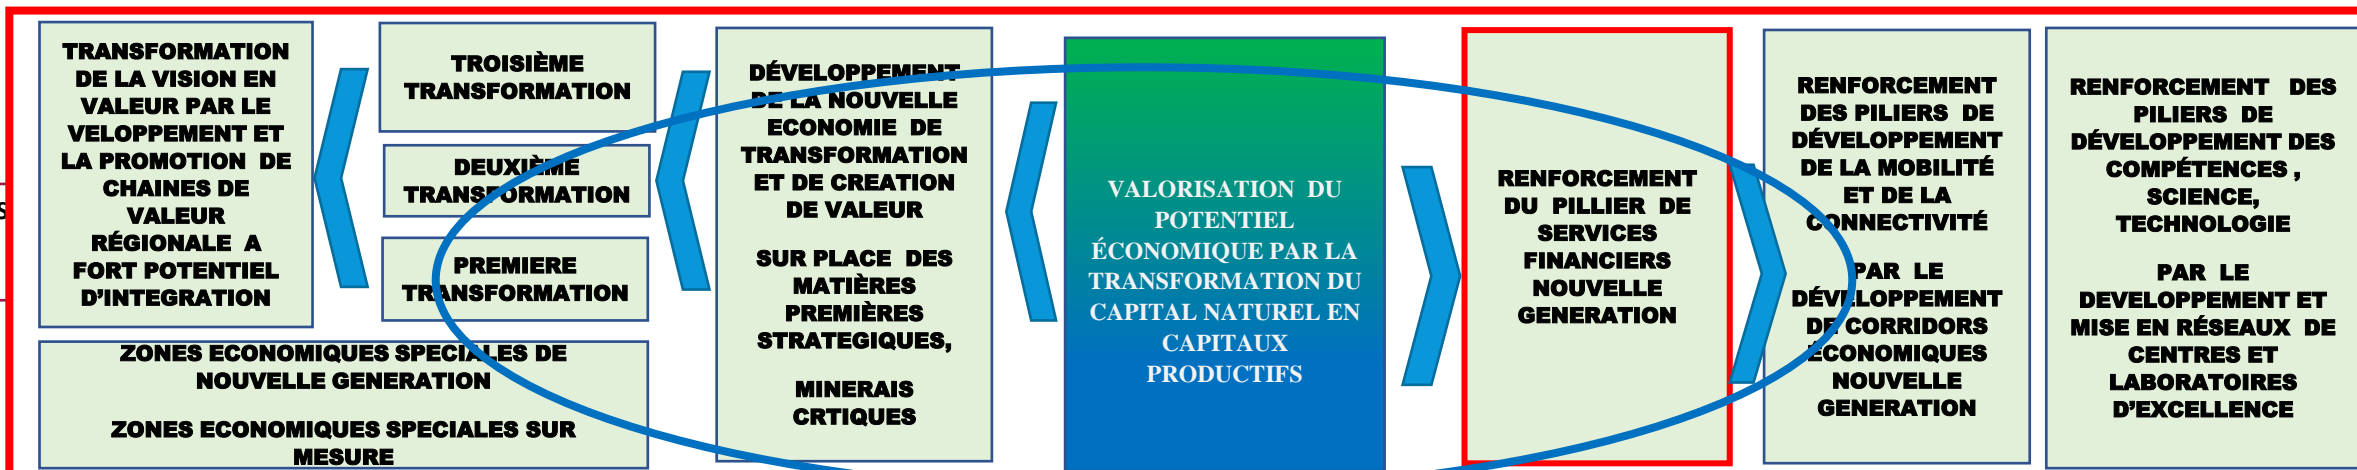 TRANSFORMATION
DE LA VISION EN
VALEUR PAR LE
VELOPPEMENT ET
LA PROMOTION DE
CHAINES DE
VALEUR
RÉGIONALE A
FORT POTENTIEL
D'INTEGRATION
TROISIÈME
TRANSFORMATION
DEUXIÈME
TRANSFORMATION
PREMIERE
TRANSFORMATION
ZONES ECONOMIQUES SPECIALES DE
NOUVELLE GENERATION
ZONES ECONOMIQUES SPECIALES SUR
MESURE
DÉVELOPPEMENT
DE LA NOUVELLE
ECONOMIE DE
TRANSFORMATION
ET DE CREATION
DE VALEUR
SUR PLACE DES
MATIÈRES
PREMIÈRES
STRATEGIQUES,
MINERAIS
CRTIQUES
VALORISATION DU
POTENTIEL
ÉCONOMIQUE PAR LA
TRANSFORMATION DU
CAPITAL NATUREL EN
CAPITAUX
PRODUCTIFS
RENFORCEMENT
DU PILLIER DE
SERVICES
FINANCIERS
NOUVELLE
GENERATION
RENFORCEMENT
DES PILIERS DE
DÉVELOPPEMENT
DE LA MOBILITÉ
ET DE LA
CONNECTIVITÉ
PAR LE
DÉVELOPPEMENT
DE CORRIDORS
ÉCONOMIQUES
NOUVELLE
GENERATION
RENFORCEMENT DES
PILIERS DE
DÉVELOPPEMENT DES
COMPÉTENCES ,
SCIENCE,
TECHNOLOGIE
PAR LE
DEVELOPPEMENT ET
MISE EN RÉSEAUX DE
CENTRES ET
LABORATOIRES
D'EXCELLENCE